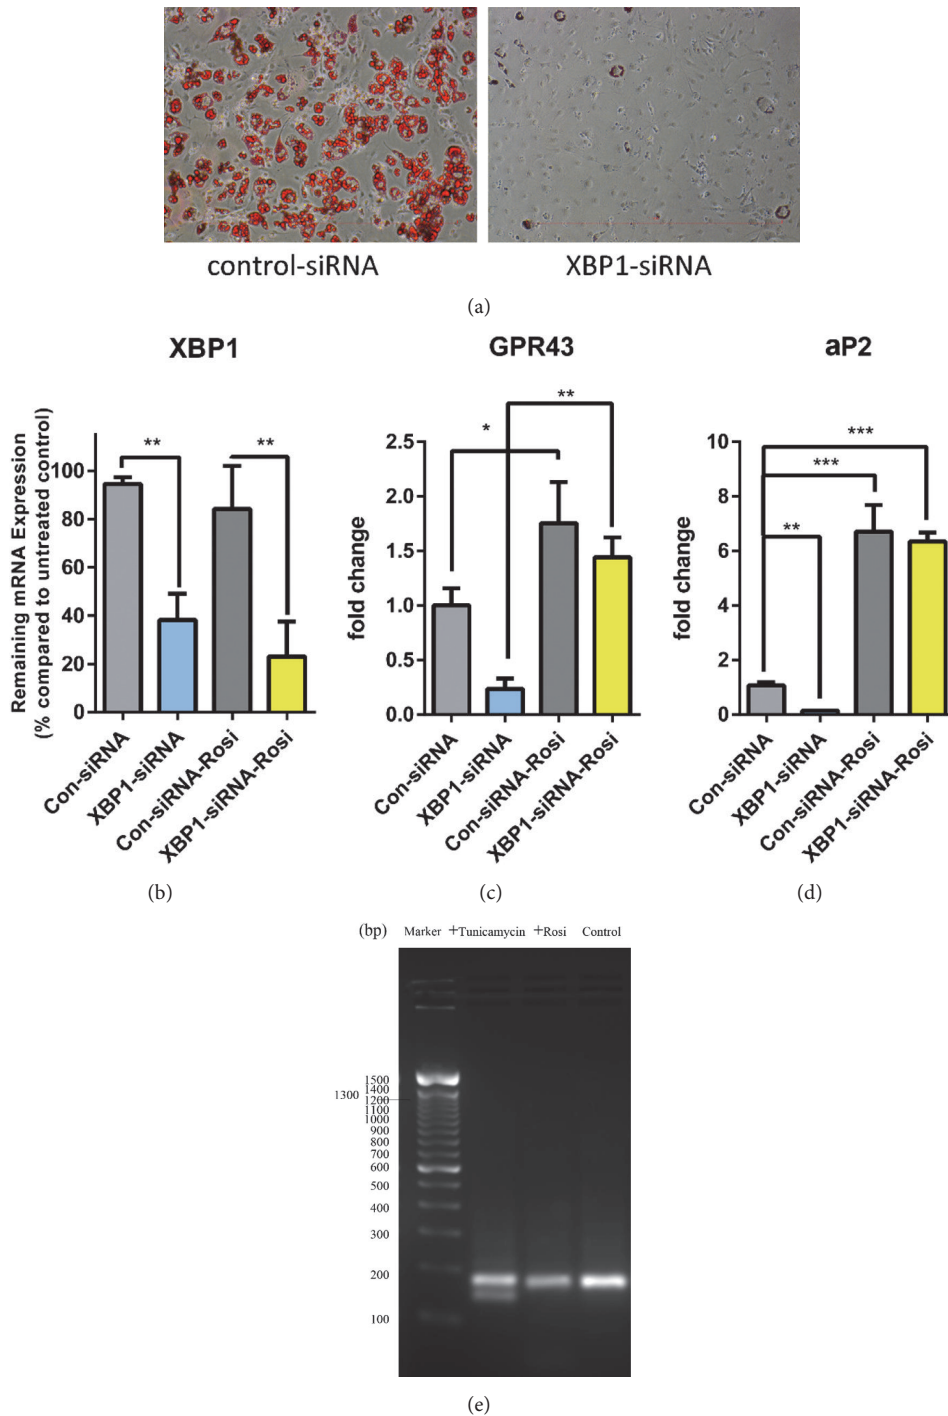 control-siRNA XBP1-siRNA
(a)
XBP1
Remaining mRNA Expression
(% compared to untreated control)
100
80
60
40
20
0
**
**
Con-siRNA
XBP1-siRNA
Con-siRNA-Rosi
XBP1-siRNA-Rosi
(b)
GPR43
fold change
2.5
2.0
1.5
1.0
0.5
0.0
*
**
Con-siRNA
XBP1-siRNA
Con-siRNA-Rosi
XBP1-siRNA-Rosi
(c)
aP2
fold change
10
8
6
4
2
0
***
***
**
Con-siRNA
XBP1-siRNA
Con-siRNA-Rosi
XBP1-siRNA-Rosi
(d)
(bp) Marker +Tunicamycin +Rosi Control
1500
1400
1300
1200
1100
1000
900
800
700
600
500
400
300
200
100
(e)